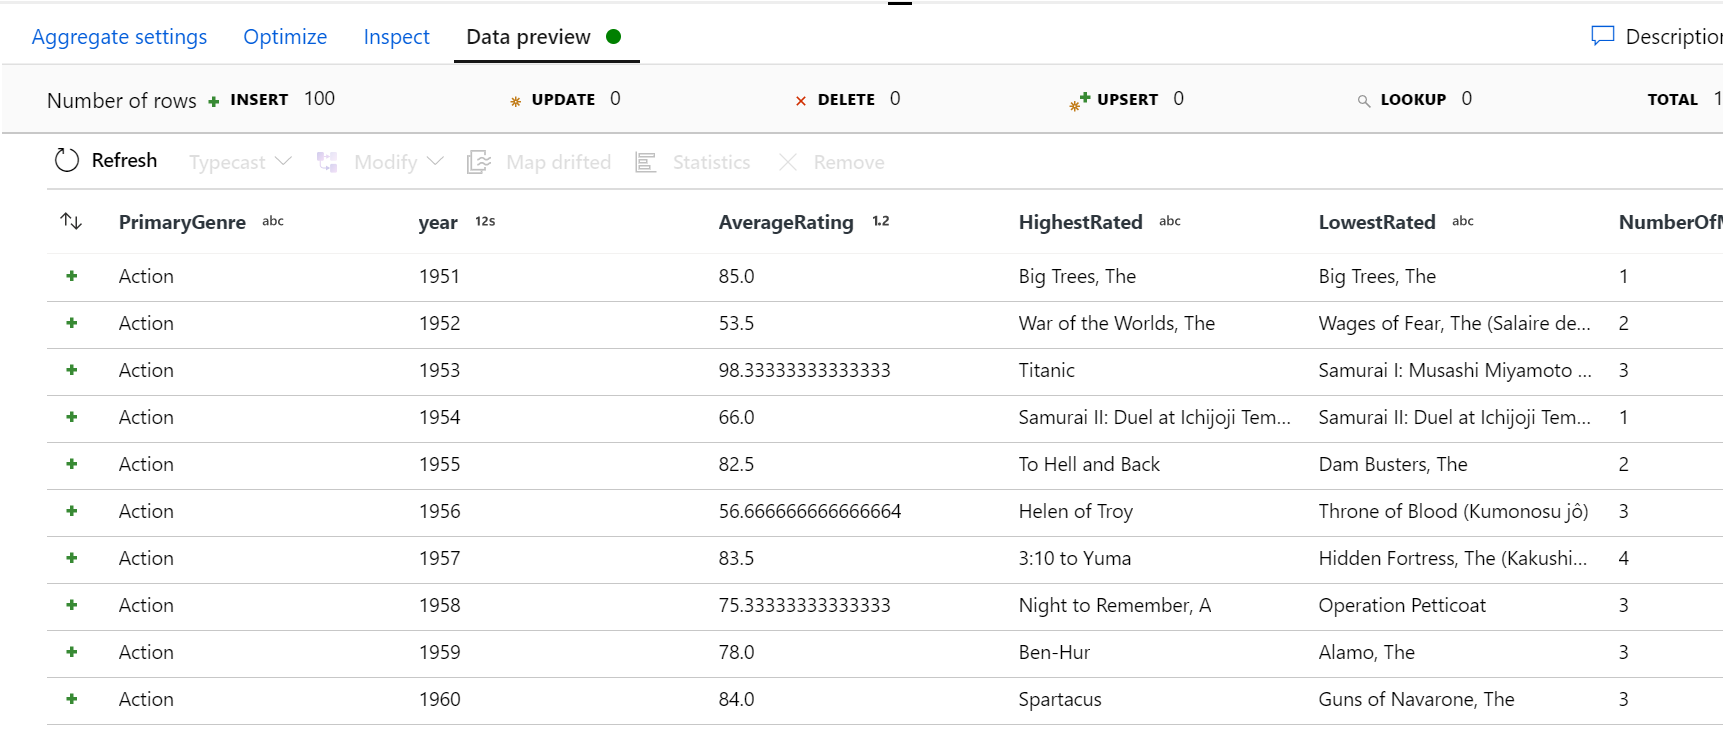 Aggregate settings Optimize Inspect Data preview Description
Number of rows INSERT 100 UPDATE 0 DELETE 0 UPSERT 0 LOOKUP 0 TOTAL
Refresh Typecast Modify Map drifted Statistics Remove
PrimaryGenre abc year 12s AverageRating 1.2 HighestRated abc LowestRated abc
Action 1951 85.0 Big Trees, The Big Trees, The 1
Action 1952 53.5 War of the Worlds, The Wages of Fear, The (Salaire de... 2
Action 1953 98.33333333333333 Titanic Samurai I: Musashi Miyamoto ... 3
Action 1954 66.0 Samurai II: Duel at Ichijoji Tem... Samurai II: Duel at Ichijoji Tem... 1
Action 1955 82.5 To Hell and Back Dam Busters, The 2
Action 1956 56.666666666666664 Helen of Troy Throne of Blood (Kumonosu jô) 3
Action 1957 83.5 3:10 to Yuma Hidden Fortress, The (Kakushi... 4
Action 1958 75.33333333333333 Night to Remember, A Operation Petticoat 3
Action 1959 78.0 Ben-Hur Alamo, The 3
Action 1960 84.0 Spartacus Guns of Navarone, The 3